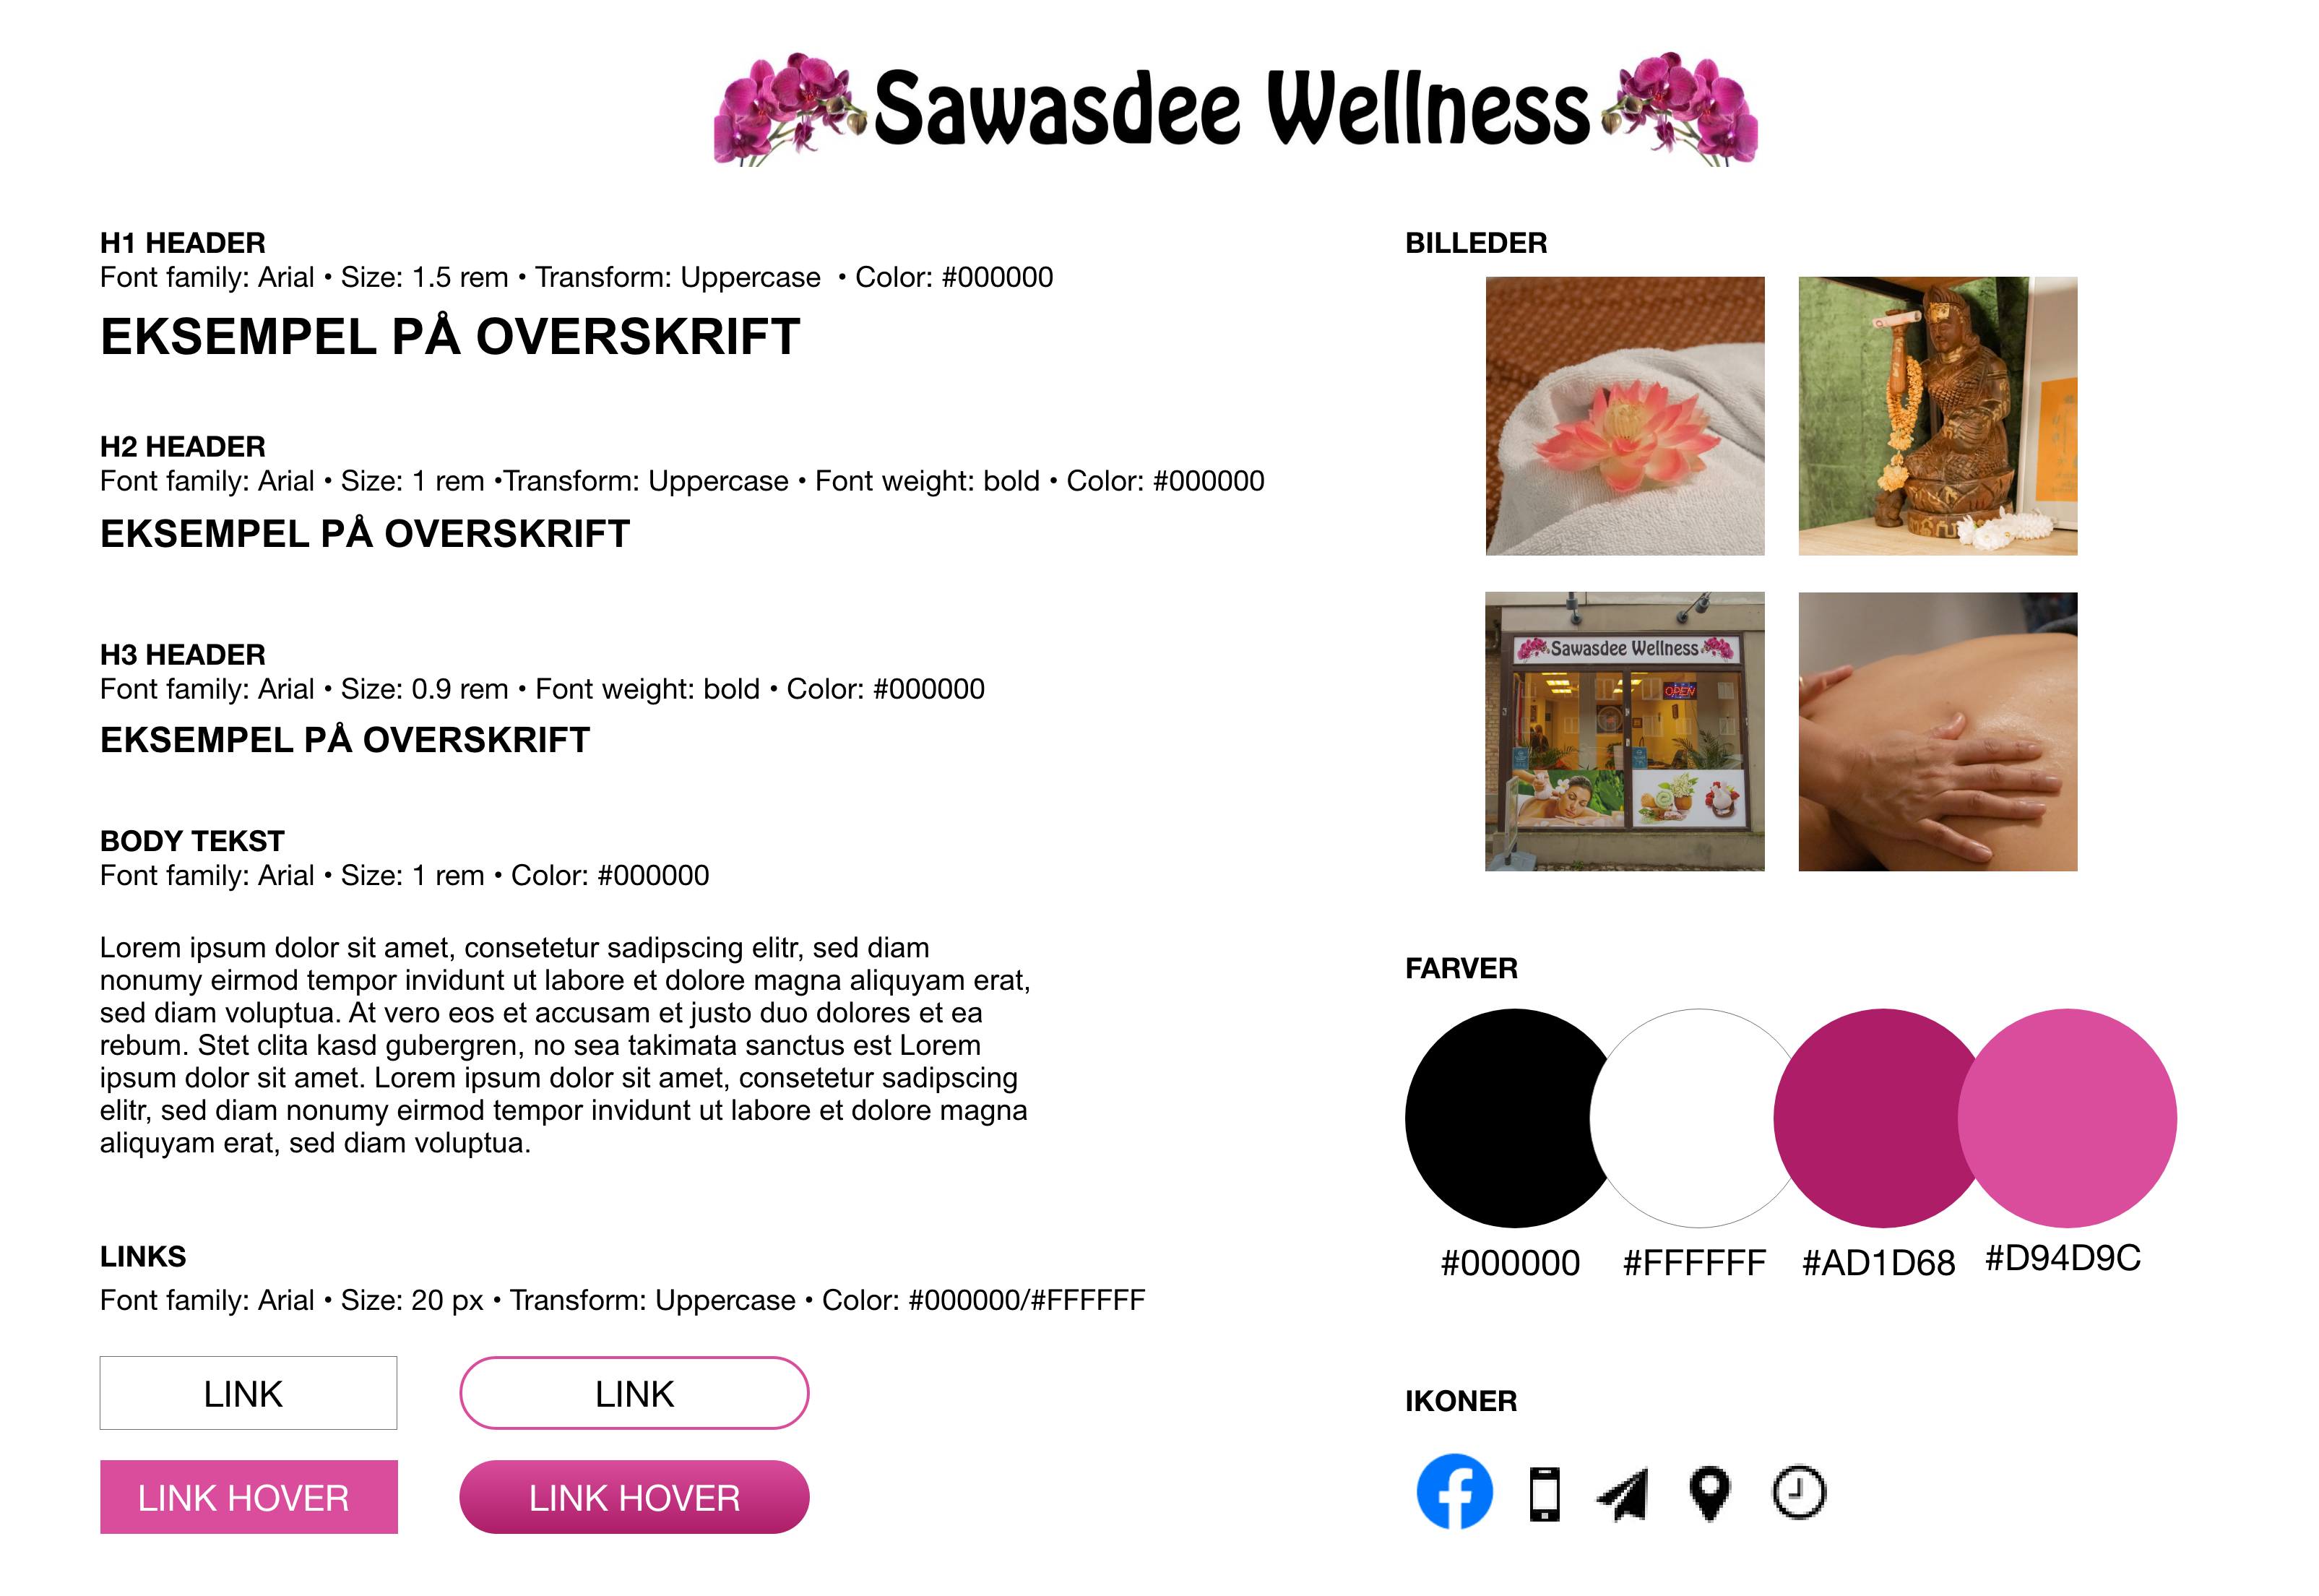 Sawasdee Wellness
H1 HEADER
Font family: Arial • Size: 1.5 rem • Transform: Uppercase • Color: #000000
EKSEMPEL PÅ OVERSKRIFT
H2 HEADER
Font family: Arial • Size: 1 rem •Transform: Uppercase • Font weight: bold • Color: #000000
EKSEMPEL PÅ OVERSKRIFT
H3 HEADER
Font family: Arial • Size: 0.9 rem • Font weight: bold • Color: #000000
EKSEMPEL PÅ OVERSKRIFT
BODY TEKST
Font family: Arial • Size: 1 rem • Color: #000000
Lorem ipsum dolor sit amet, consetetur sadipscing elitr, sed diam
nonumy eirmod tempor invidunt ut labore et dolore magna aliquyam erat,
sed diam voluptua. At vero eos et accusam et justo duo dolores et ea
rebum. Stet clita kasd gubergren, no sea takimata sanctus est Lorem
ipsum dolor sit amet. Lorem ipsum dolor sit amet, consetetur sadipscing
elitr, sed diam nonumy eirmod tempor invidunt ut labore et dolore magna
aliquyam erat, sed diam voluptua.
LINKS
Font family: Arial • Size: 20 px • Transform: Uppercase • Color: #000000/#FFFFFF
LINK
LINK
LINK HOVER
LINK HOVER
BILLEDER
Sawasdee Wellness
OPEN
FARVER
#000000
#FFFFFF
#AD1D68
#D94D9C
IKONER